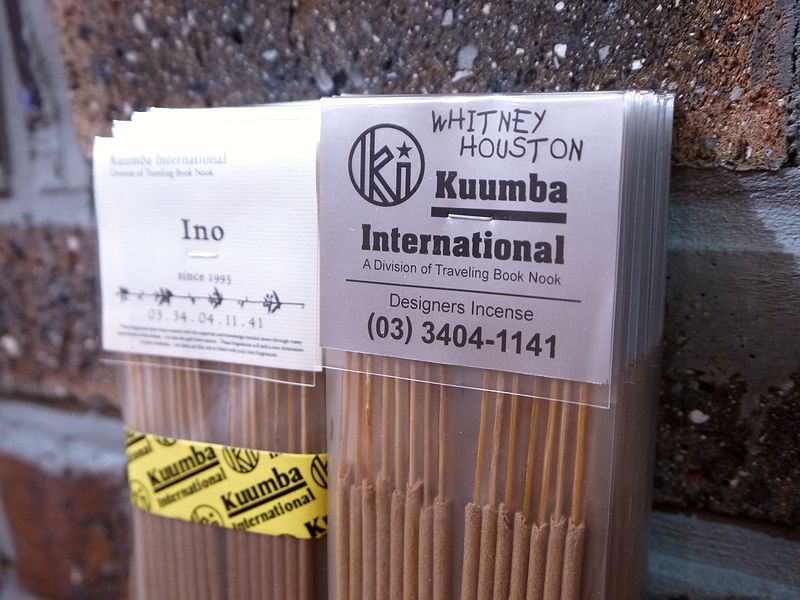 Kuumba International
Division of Traveling Book Nook
Ino
since 1993
03.34.04.11.41
Kuumba
International
Kuumba
International
WHITNEY
HOUSTON
ki
Kuumba
International
A Division of Traveling Book Nook
Designers Incense
(03) 3404-1141